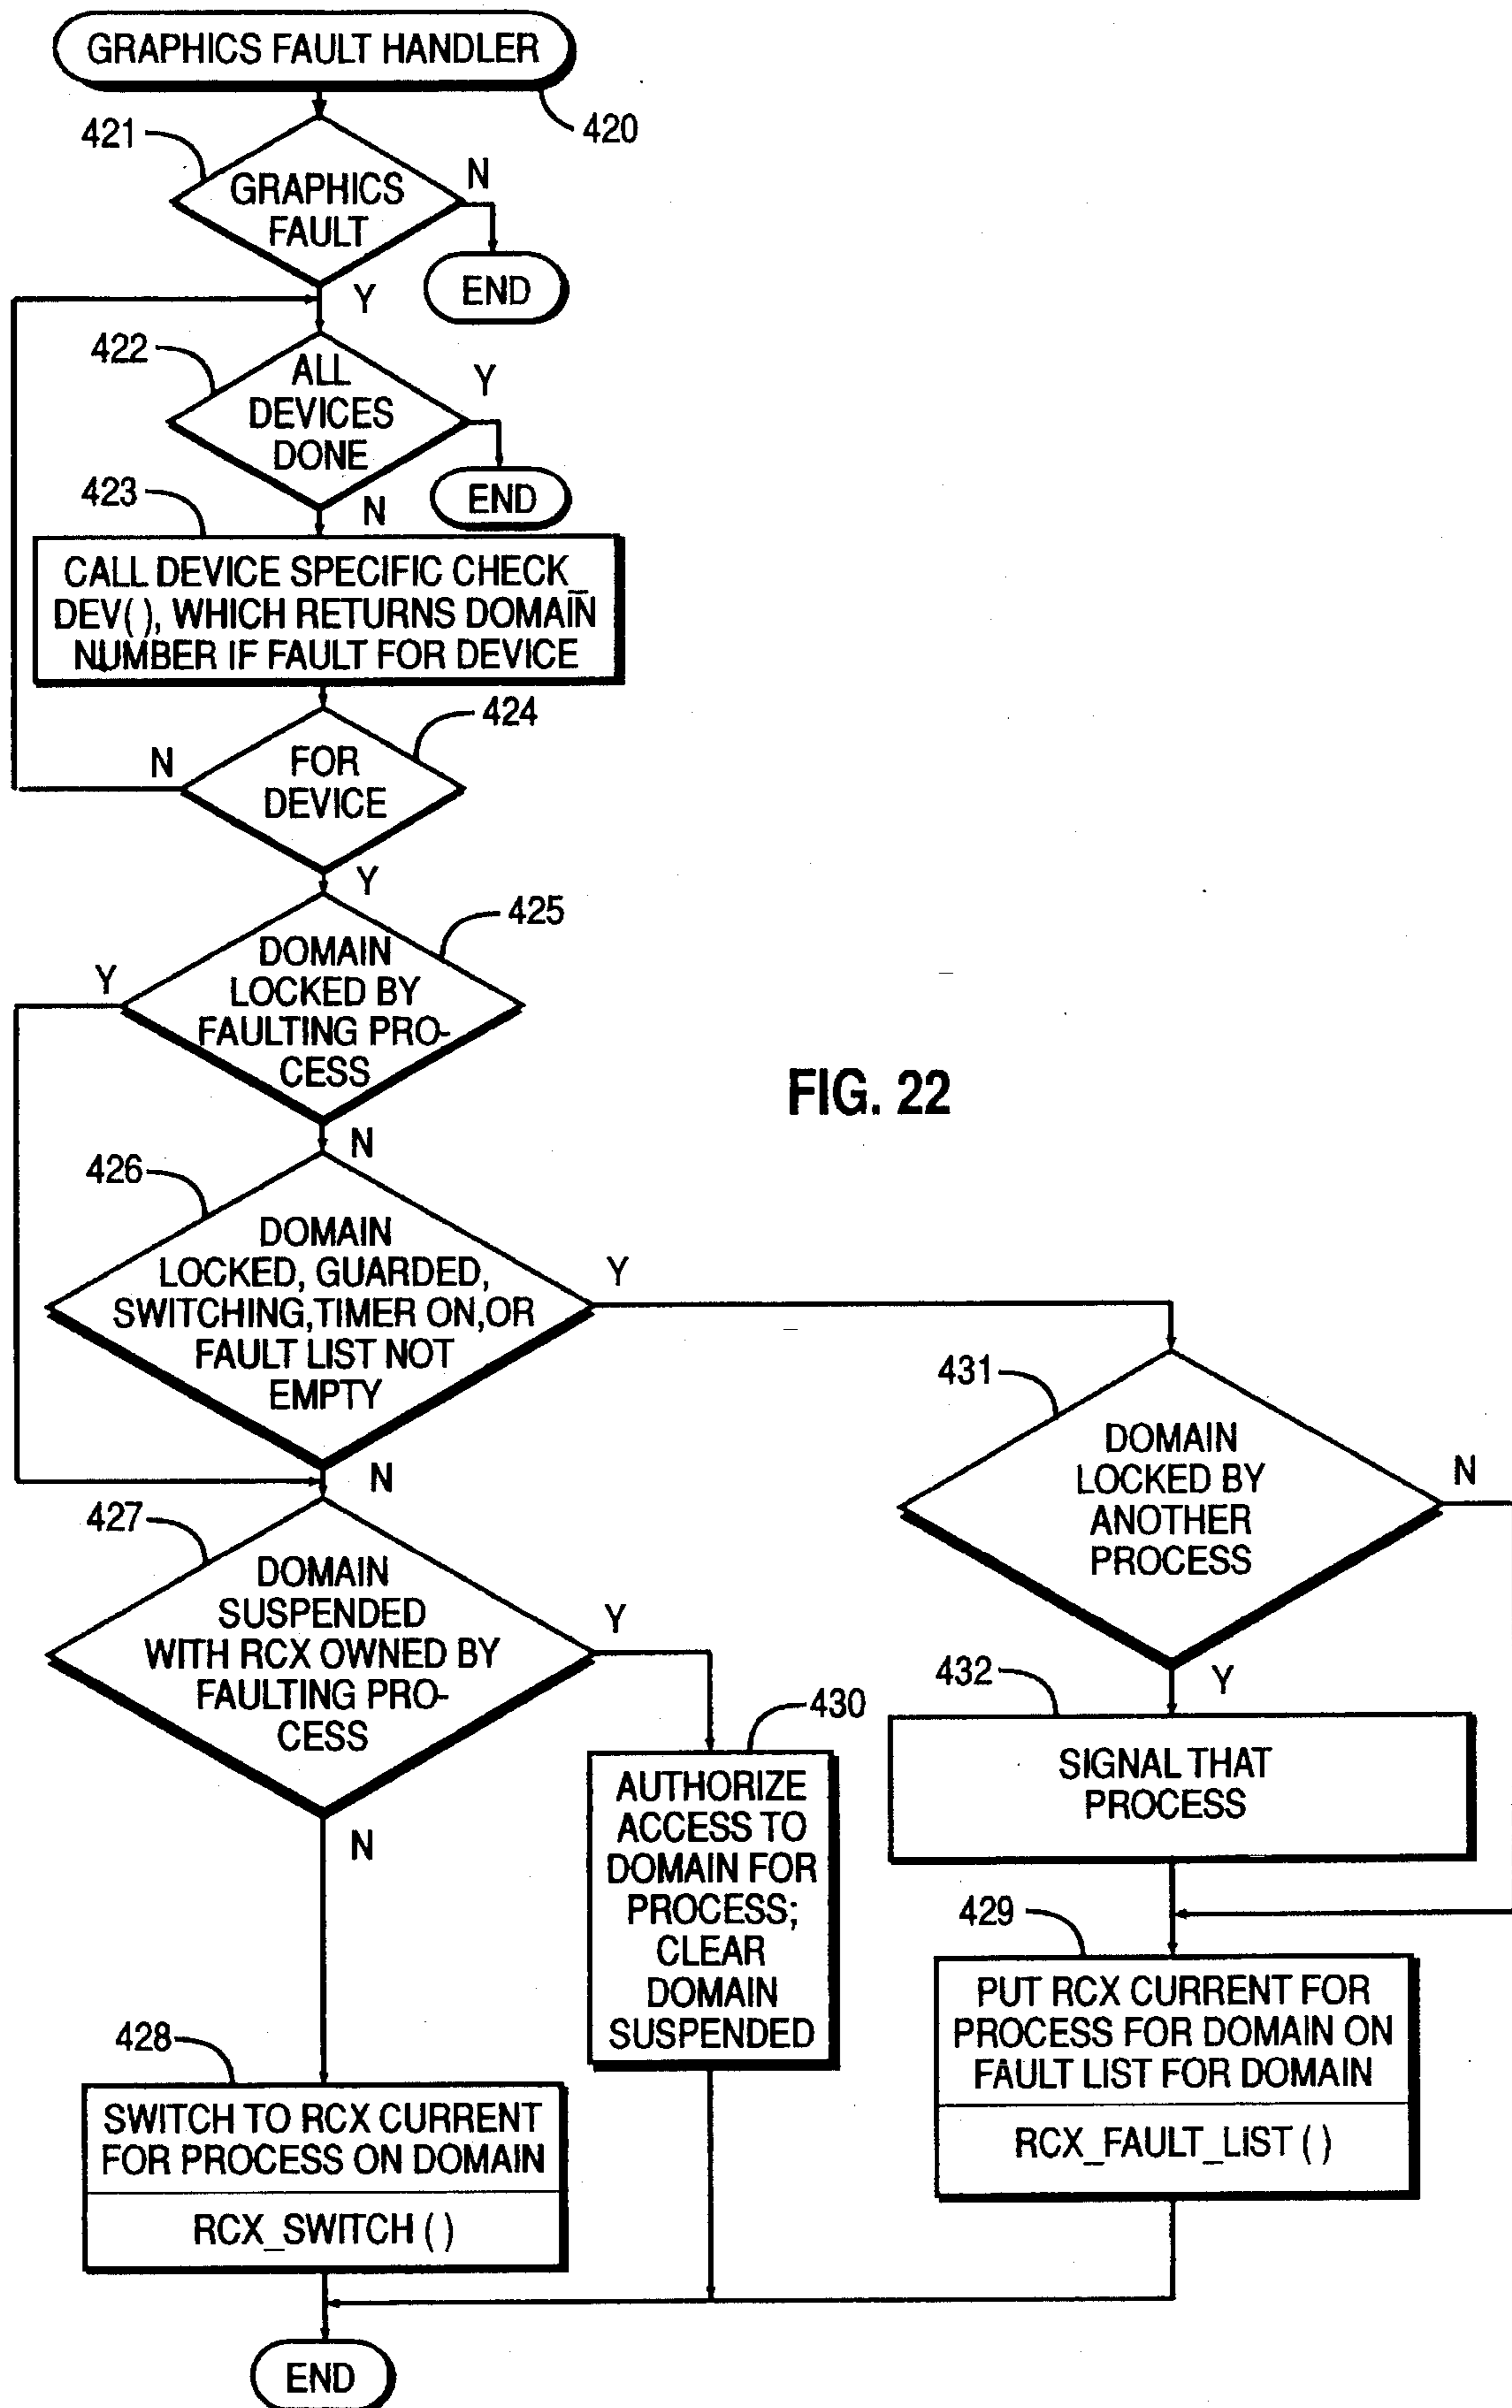 GRAPHICS FAULT HANDLER
420
421
GRAPHICS
FAULT
N
END
Y
422
ALL
DEVICES
DONE
Y
END
N
423
CALL DEVICE SPECIFIC CHECK_
DEV( ), WHICH RETURNS DOMAIN
NUMBER IF FAULT FOR DEVICE
424
FOR
DEVICE
N
Y
425
DOMAIN
LOCKED BY
FAULTING PRO-
CESS
Y
N
FIG. 22
426
DOMAIN
LOCKED, GUARDED,
SWITCHING,TIMER ON,OR
FAULT LIST NOT
EMPTY
Y
N
431
DOMAIN
LOCKED BY
ANOTHER
PROCESS
N
Y
427
DOMAIN
SUSPENDED
WITH RCX OWNED BY
FAULTING PRO-
CESS
Y
N
432
SIGNAL THAT
PROCESS
430
AUTHORIZE
ACCESS TO
DOMAIN FOR
PROCESS;
CLEAR
DOMAIN
SUSPENDED
429
PUT RCX CURRENT FOR
PROCESS FOR DOMAIN ON
FAULT LIST FOR DOMAIN
RCX_FAULT_LIST ( )
428
SWITCH TO RCX CURRENT
FOR PROCESS ON DOMAIN
RCX_SWITCH ( )
END